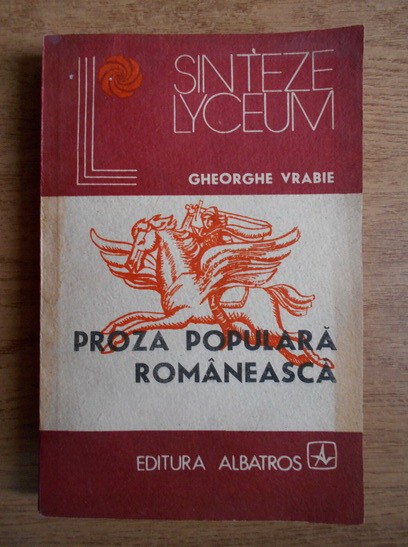 SINTEZE
LYCEUM
GHEORGHE VRABIE
PROZA POPULARĂ
ROMÂNEASCĂ
EDITURA ALBATROS